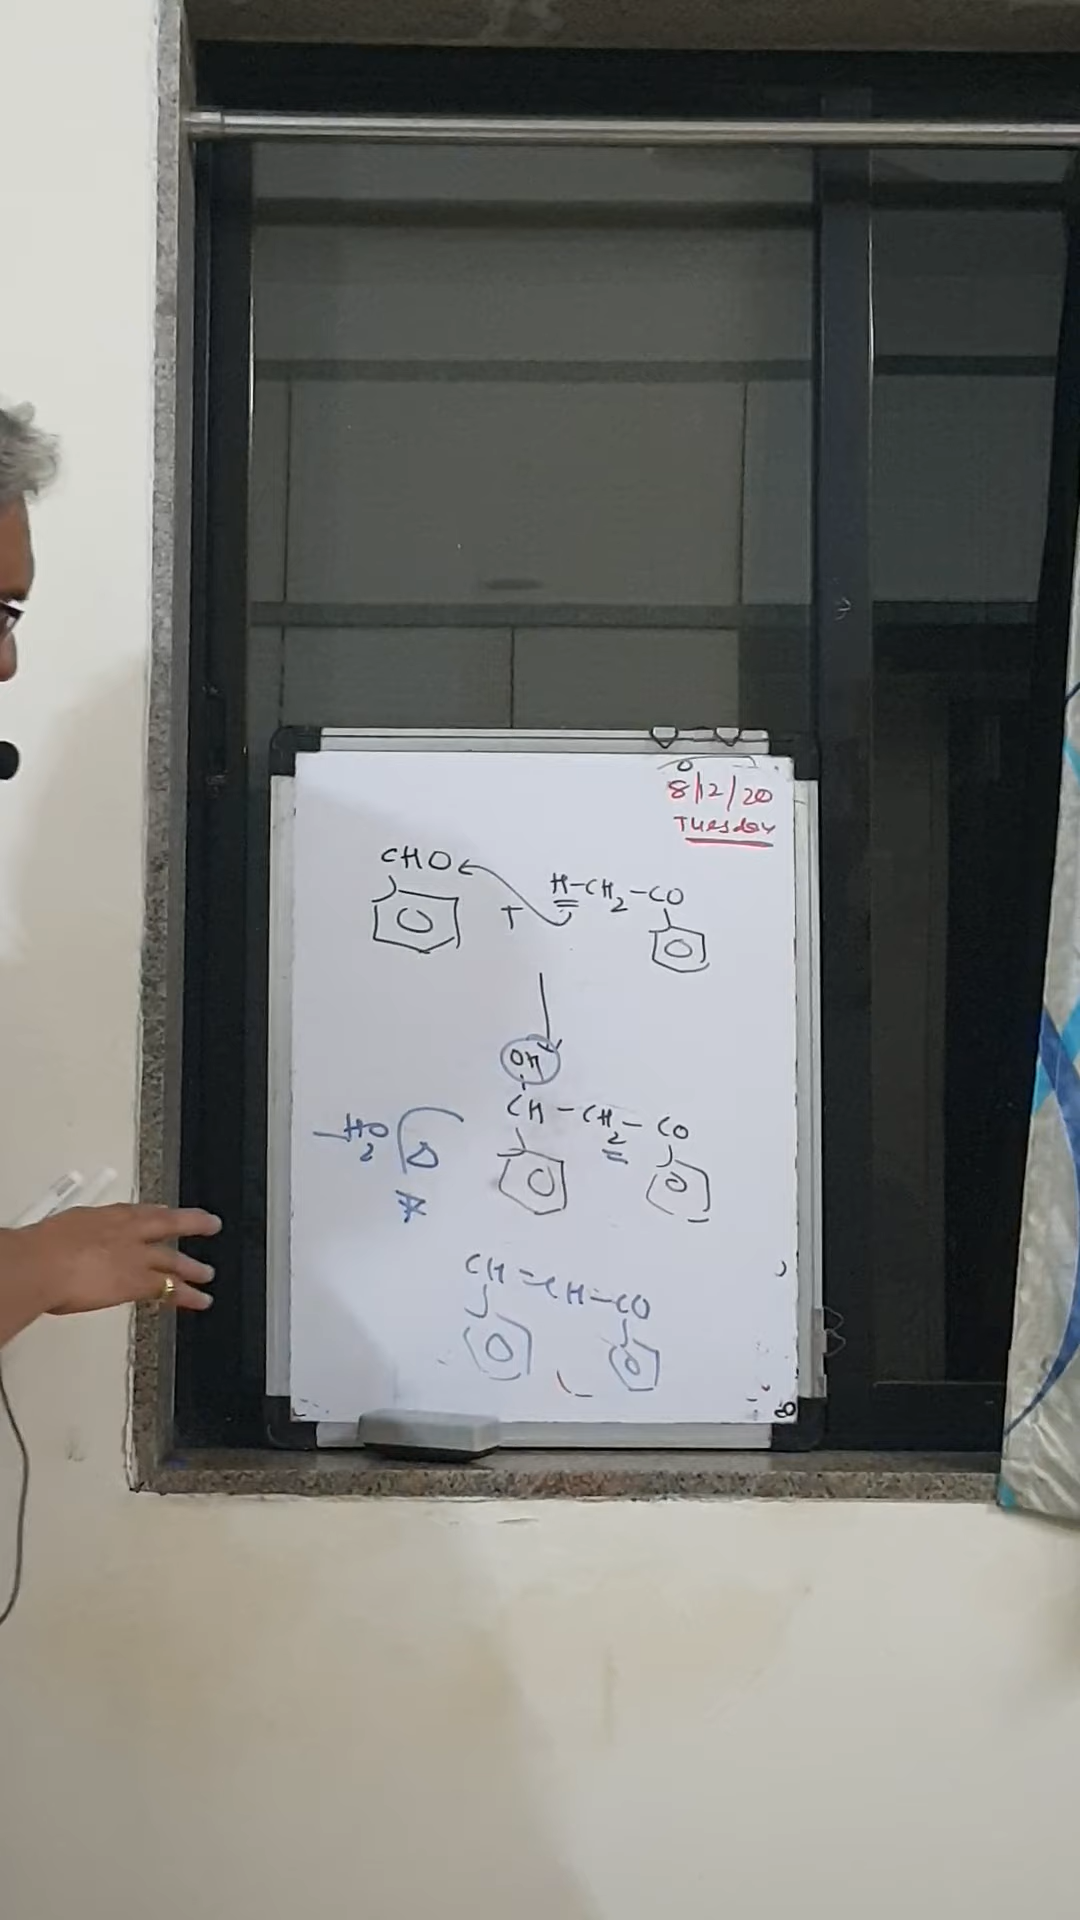 8/12/20
Tuesday
CHO
+ H-CH2-CO
OH
CH-CH2-CO
-H2O Δ
CH=CH-CO